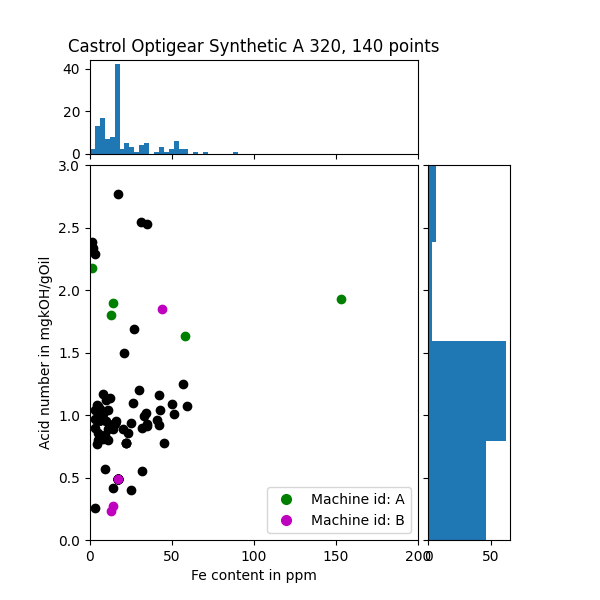 Castrol Optigear Synthetic A 320, 140 points
40
20
0
3.0
2.5
2.0
1.5
1.0
0.5
0.0
Acid number in mgkOH/gOil
Machine id: A
Machine id: B
0 50 100 150 200 0 50
Fe content in ppm